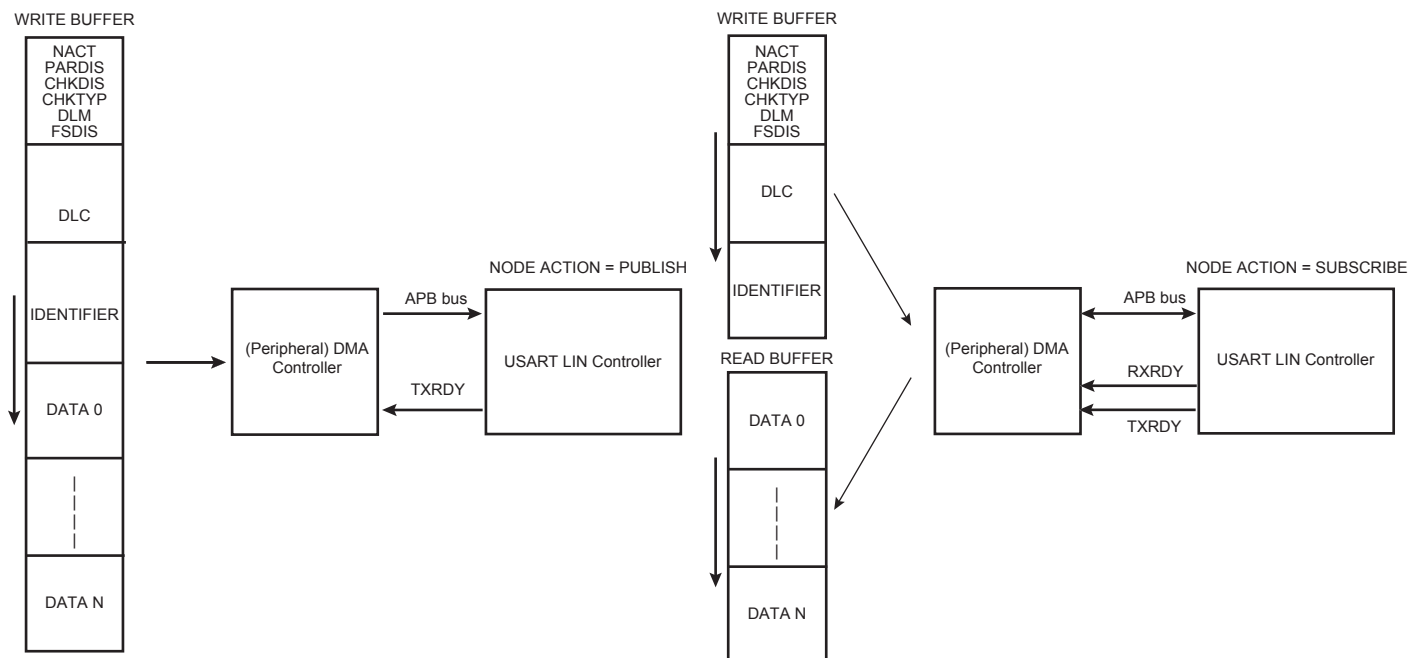 WRITE BUFFER
NACT
PARDIS
CHKDIS
CHKTYP
DLM
FSDIS
DLC
IDENTIFIER
DATA 0
DATA N
(Peripheral) DMA
Controller
APB bus
TXRDY
NODE ACTION = PUBLISH
USART LIN Controller
WRITE BUFFER
NACT
PARDIS
CHKDIS
CHKTYP
DLM
FSDIS
DLC
IDENTIFIER
READ BUFFER
DATA 0
DATA N
(Peripheral) DMA
Controller
APB bus
RXRDY
TXRDY
NODE ACTION = SUBSCRIBE
USART LIN Controller